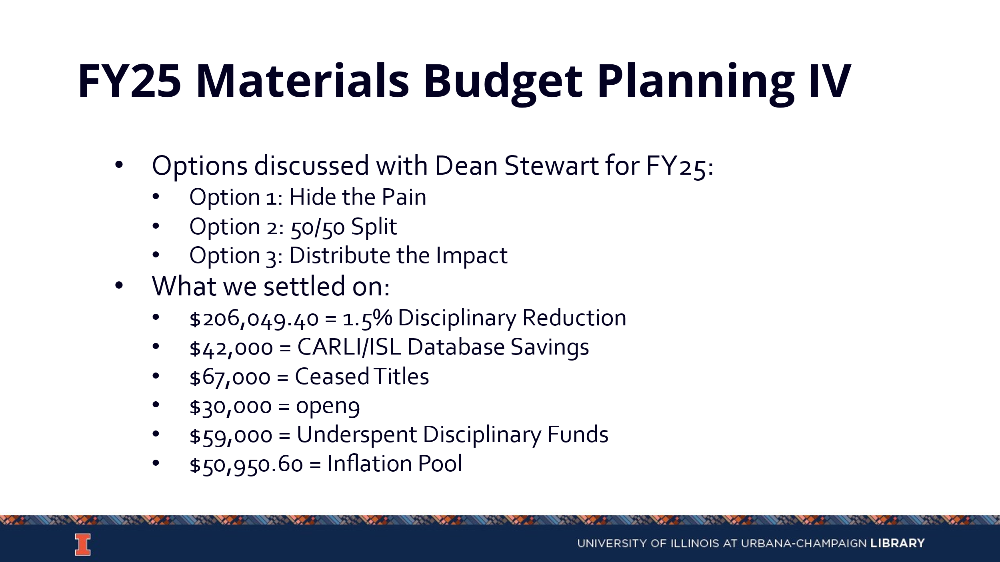 FY25 Materials Budget Planning IV
• Options discussed with Dean Stewart for FY25:
• Option 1: Hide the Pain
• Option 2: 50/50 Split
• Option 3: Distribute the Impact
• What we settled on:
• $206,049.40 = 1.5% Disciplinary Reduction
• $42,000 = CARLI/ISL Database Savings
• $67,000 = Ceased Titles
• $30,000 = open9
• $59,000 = Underspent Disciplinary Funds
• $50,950.60 = Inflation Pool
I
UNIVERSITY OF ILLINOIS AT URBANA-CHAMPAIGN LIBRARY